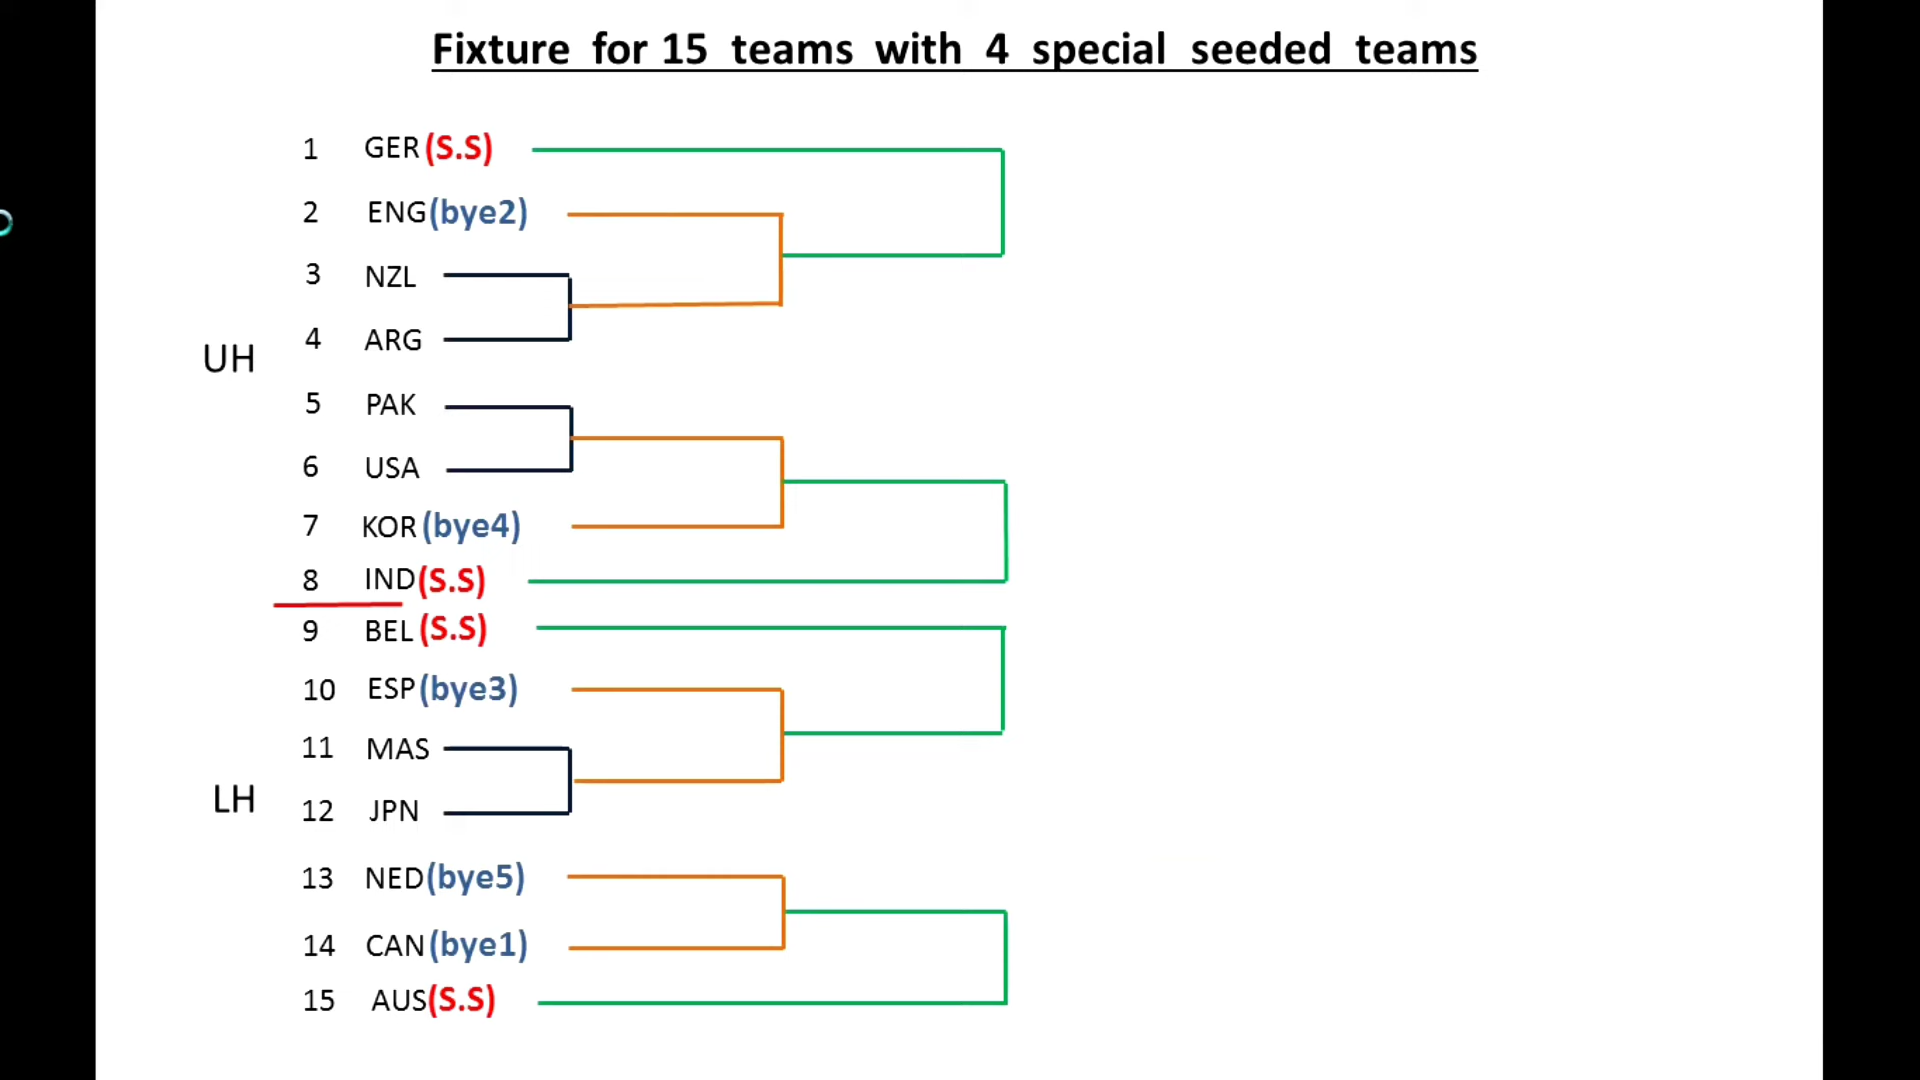 Fixture for 15 teams with 4 special seeded teams
1 GER (S.S)
2 ENG (bye2)
3 NZL
4 ARG
UH
5 PAK
6 USA
7 KOR (bye4)
8 IND (S.S)
9 BEL (S.S)
10 ESP (bye3)
11 MAS
LH
12 JPN
13 NED (bye5)
14 CAN (bye1)
15 AUS (S.S)